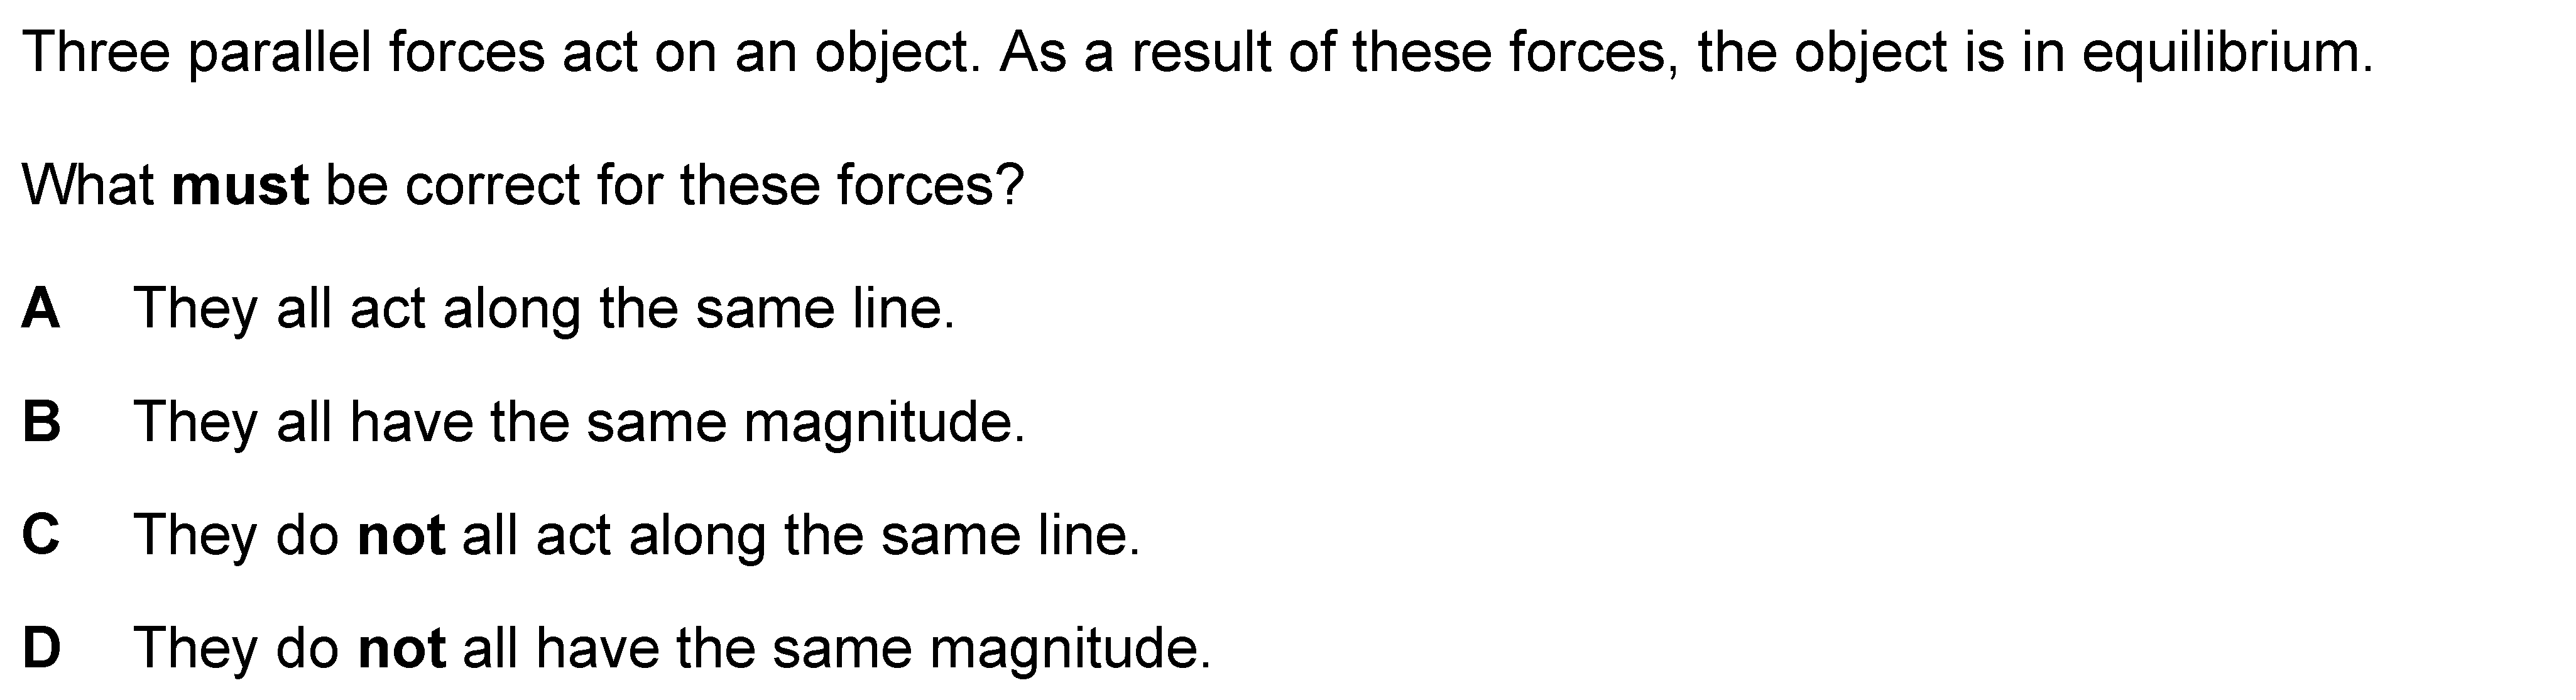 Three parallel forces act on an object. As a result of these forces, the object is in equilibrium.
What must be correct for these forces?
A They all act along the same line.
B They all have the same magnitude.
C They do not all act along the same line.
D They do not all have the same magnitude.